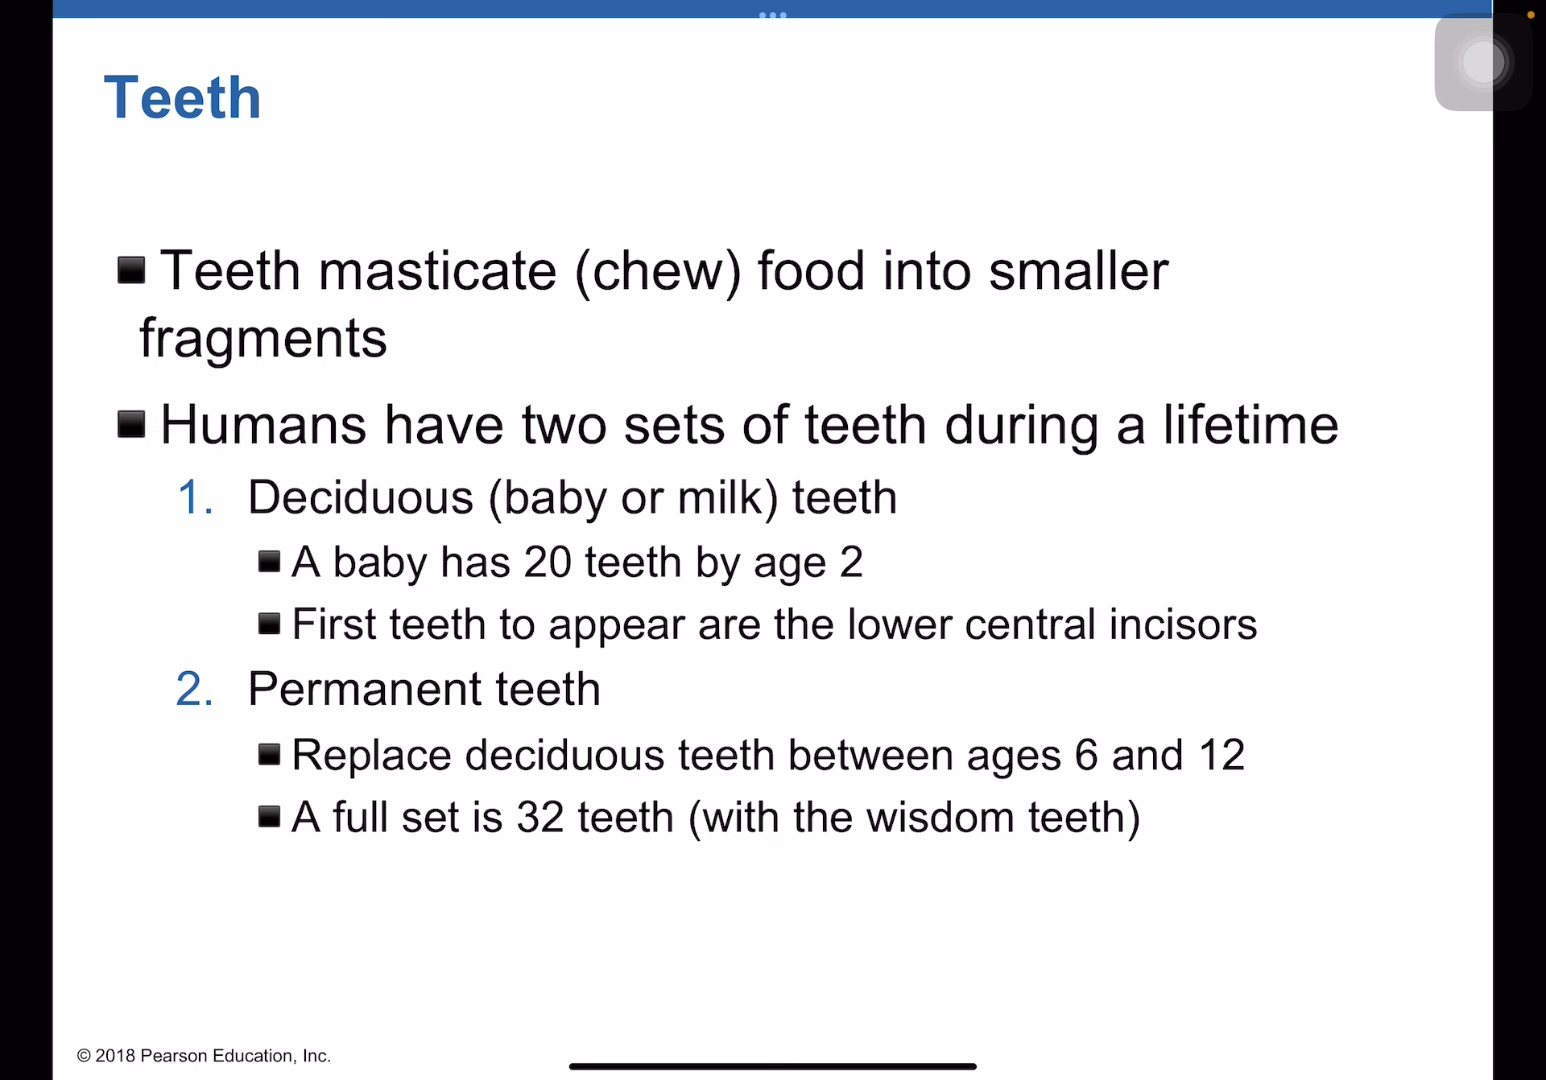 Teeth
Teeth masticate (chew) food into smaller
fragments
Humans have two sets of teeth during a lifetime
1. Deciduous (baby or milk) teeth
A baby has 20 teeth by age 2
First teeth to appear are the lower central incisors
2. Permanent teeth
Replace deciduous teeth between ages 6 and 12
A full set is 32 teeth (with the wisdom teeth)
© 2018 Pearson Education, Inc.